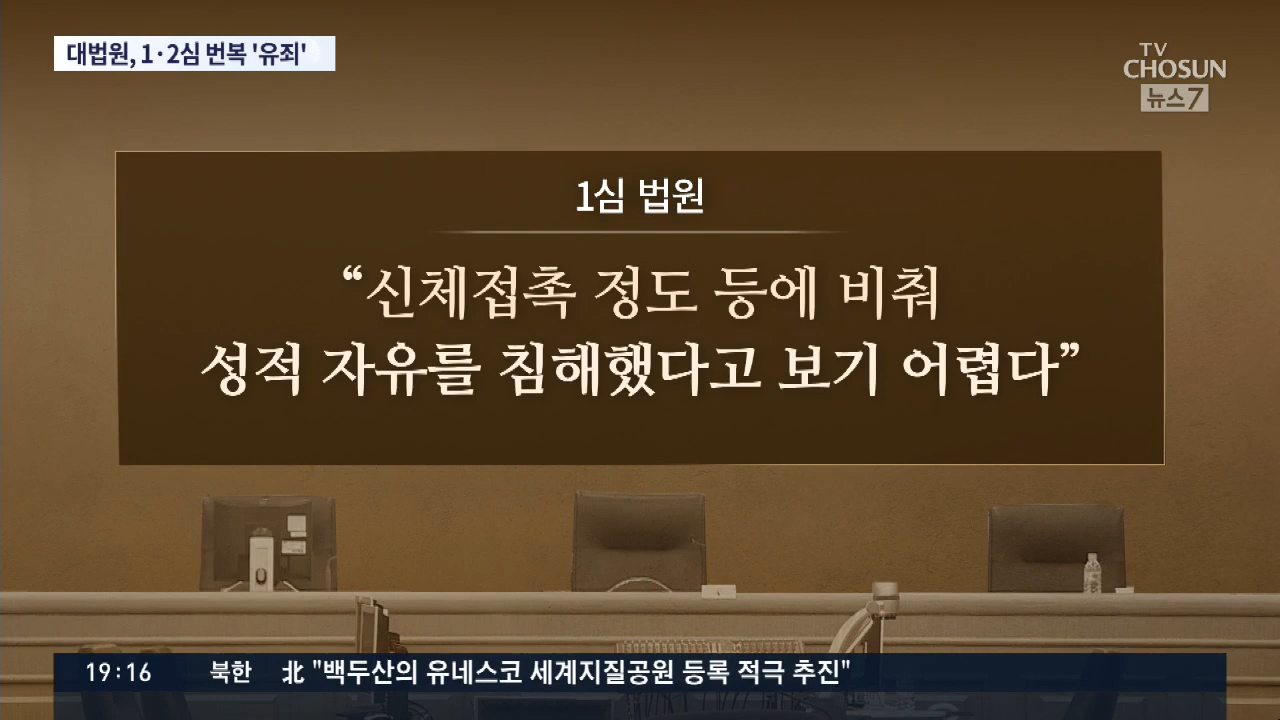 대법원, 1·2심 번복 '유죄'
TV
CHOSUN
뉴스7
1심 법원
“신체접촉 정도 등에 비춰
성적 자유를 침해했다고 보기 어렵다”
19:16 북한 北 "백두산의 유네스코 세계지질공원 등록 적극 추진"